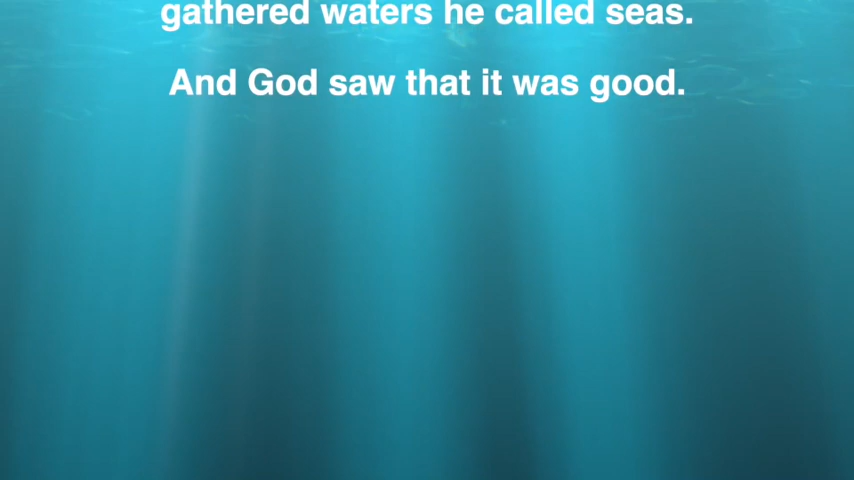 gathered waters he called seas.
And God saw that it was good.